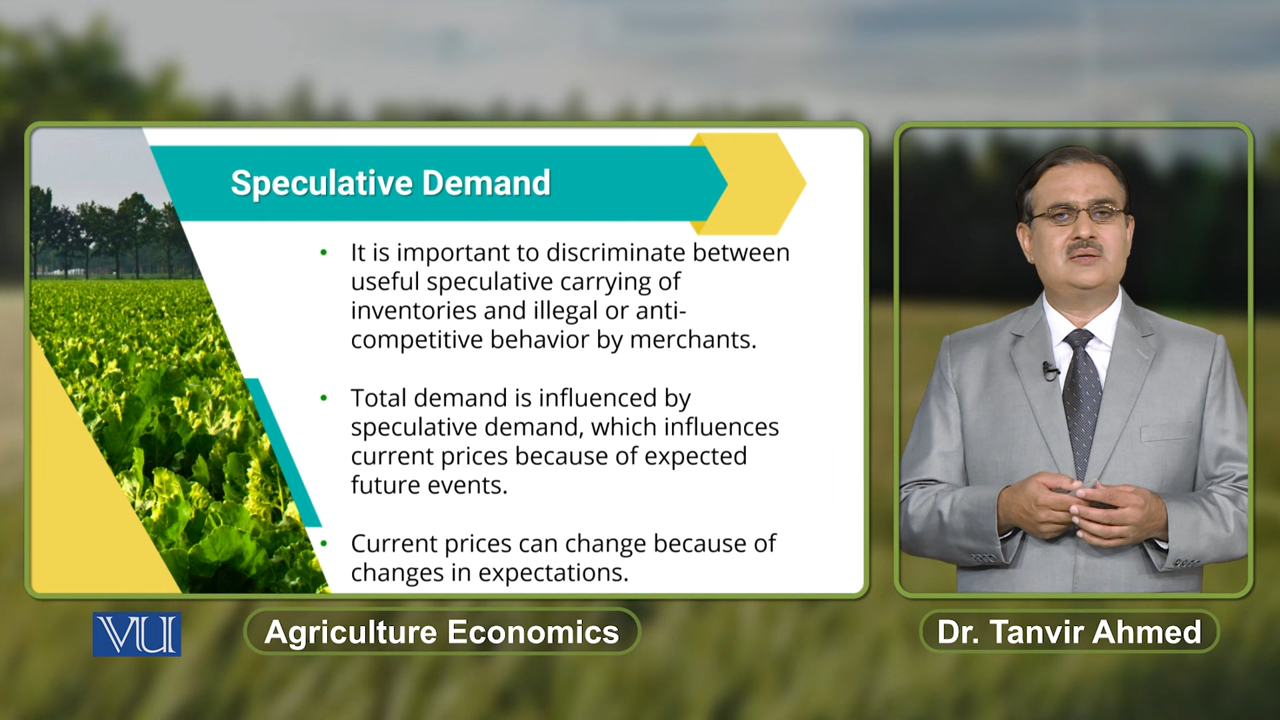 Speculative Demand
• It is important to discriminate between
useful speculative carrying of
inventories and illegal or anti-
competitive behavior by merchants.
• Total demand is influenced by
speculative demand, which influences
current prices because of expected
future events.
• Current prices can change because of
changes in expectations.
VU
Agriculture Economics
Dr. Tanvir Ahmed